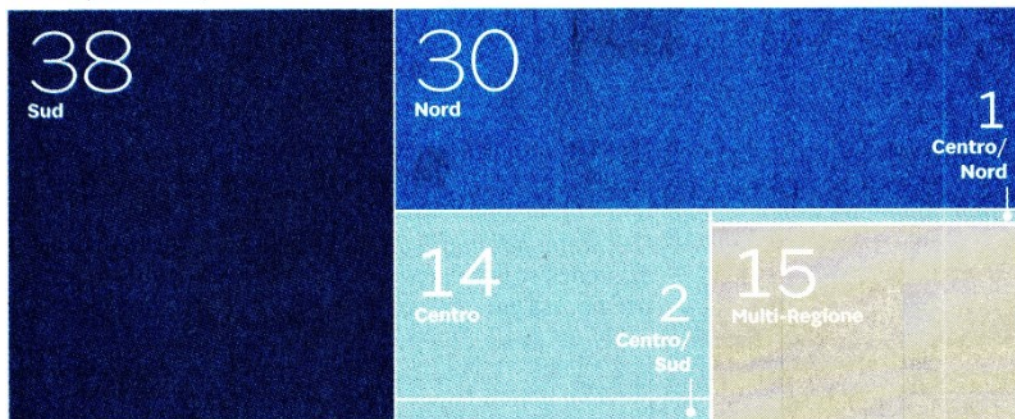 38
Sud
30
Nord
1
Centro/
Nord
14
Centro
2
Centro/
Sud
15
Multi-Regione